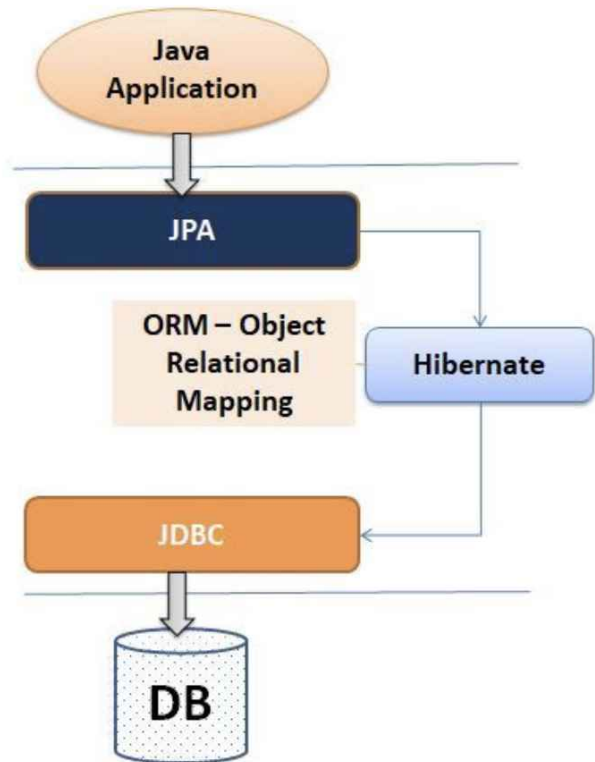 Java
Application
JPA
ORM – Object
Relational
Mapping
Hibernate
JDBC
DB